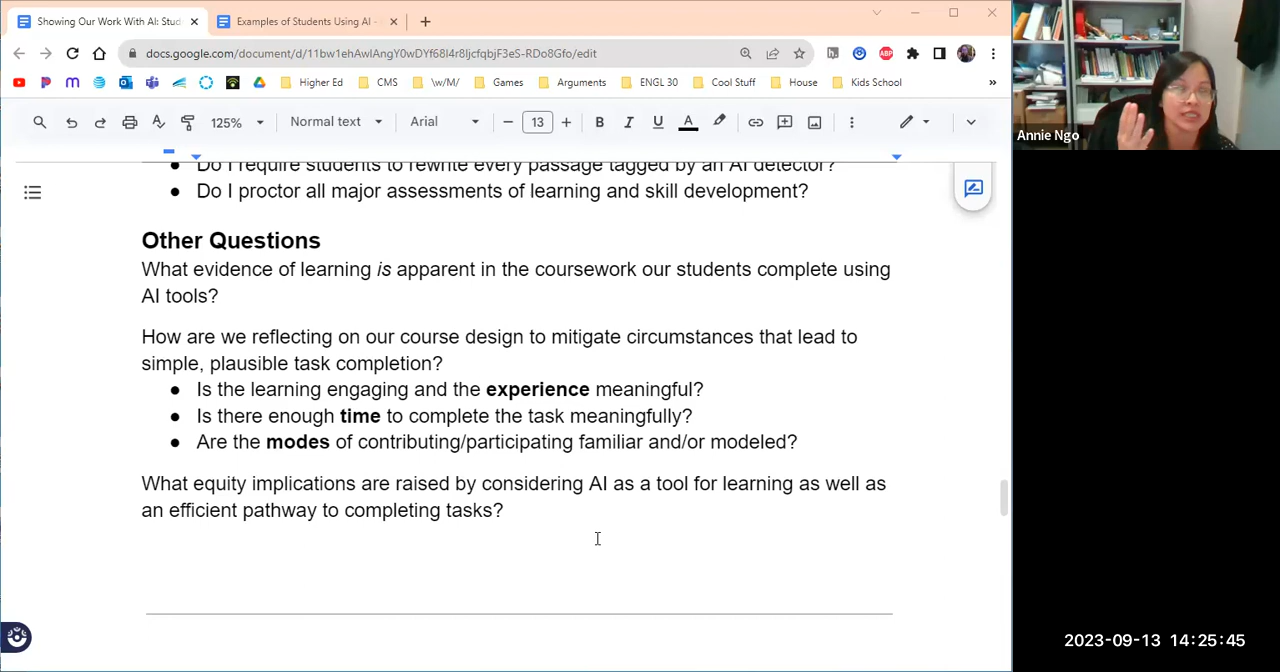 Showing Our Work With AI: Stud
Examples of Students Using AI -
docs.google.com/document/d/11bw1ehAwIAngY0wDYf68I4r8IjcfqbjF3eS-RDo8Gfo/edit
Higher Ed
CMS
\w/M/
Games
Arguments
ENGL 30
Cool Stuff
House
Kids School
»
125%
Normal text
Arial
13
B I U A
Do I require students to rewrite every passage tagged by an AI detector?
Do I proctor all major assessments of learning and skill development?
Other Questions
What evidence of learning is apparent in the coursework our students complete using
AI tools?
How are we reflecting on our course design to mitigate circumstances that lead to
simple, plausible task completion?
Is the learning engaging and the experience meaningful?
Is there enough time to complete the task meaningfully?
Are the modes of contributing/participating familiar and/or modeled?
What equity implications are raised by considering AI as a tool for learning as well as
an efficient pathway to completing tasks?
Annie Ngo
2023-09-13 14:25:45